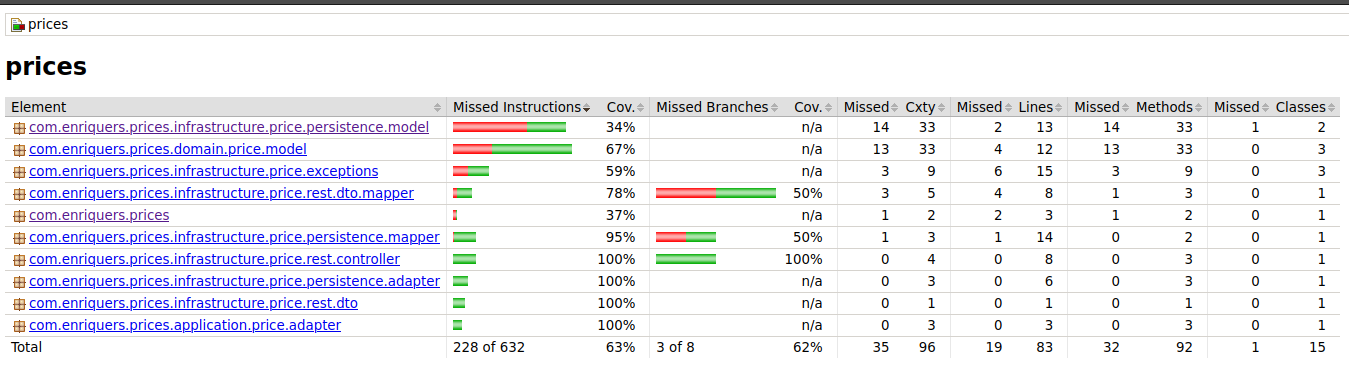 prices
prices
Element Missed Instructions Cov. Missed Branches Cov. Missed Cxty Missed Lines Missed Methods Missed Classes
com.enriquers.prices.infrastructure.price.persistence.model 34% n/a 14 33 2 13 14 33 1 2
com.enriquers.prices.domain.price.model 67% n/a 13 33 4 12 13 33 0 3
com.enriquers.prices.infrastructure.price.exceptions 59% n/a 3 9 6 15 3 9 0 3
com.enriquers.prices.infrastructure.price.rest.dto.mapper 78% 50% 3 5 4 8 1 3 0 1
com.enriquers.prices 37% n/a 1 2 2 3 1 2 0 1
com.enriquers.prices.infrastructure.price.persistence.mapper 95% 50% 1 3 1 14 0 2 0 1
com.enriquers.prices.infrastructure.price.rest.controller 100% 100% 0 4 0 8 0 3 0 1
com.enriquers.prices.infrastructure.price.persistence.adapter 100% n/a 0 3 0 6 0 3 0 1
com.enriquers.prices.infrastructure.price.rest.dto 100% n/a 0 1 0 1 0 1 0 1
com.enriquers.prices.application.price.adapter 100% n/a 0 3 0 3 0 3 0 1
Total 228 of 632 63% 3 of 8 62% 35 96 19 83 32 92 1 15